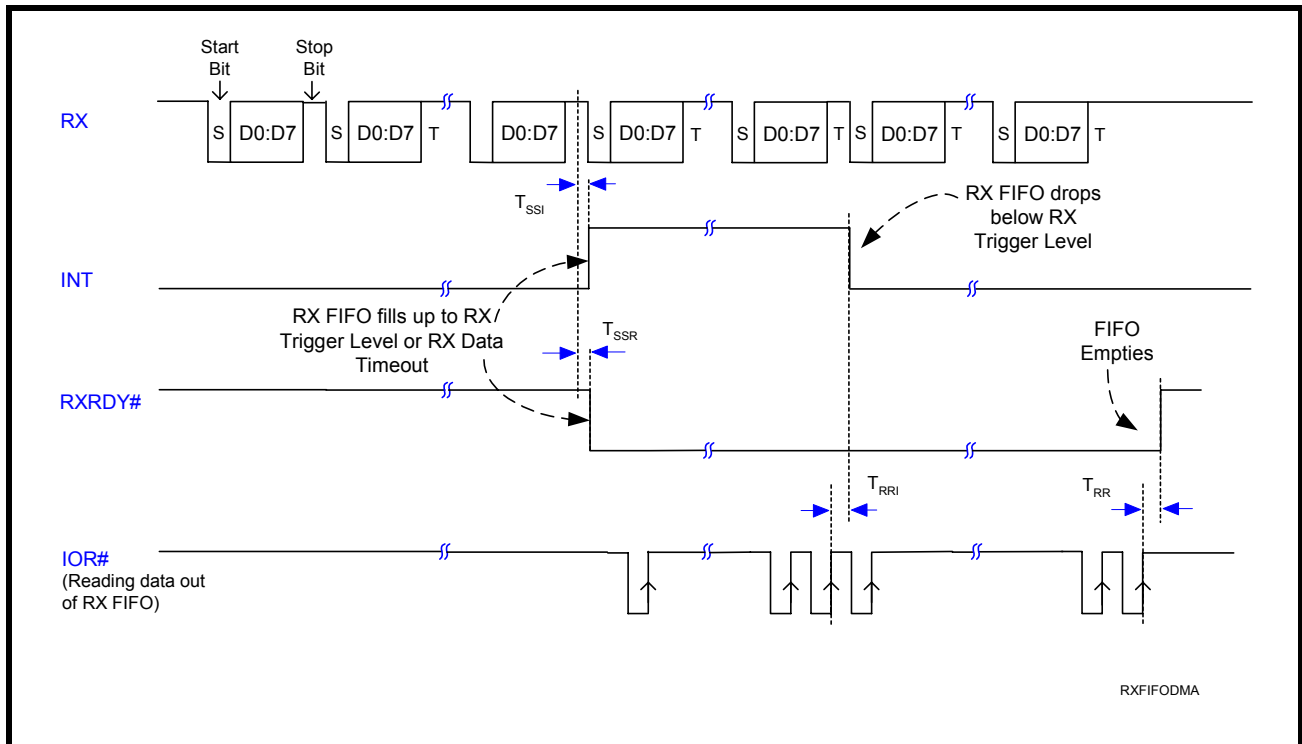 Start
Bit
Stop
Bit
RX
S D0:D7 S D0:D7 T D0:D7 S D0:D7 T S D0:D7 T S D0:D7 T S D0:D7 T
TSSI
RX FIFO drops
below RX
Trigger Level
INT
RX FIFO fills up to RX
Trigger Level or RX Data
Timeout
TSSR
FIFO
Empties
RXRDY#
TRRI
TRR
IOR#
(Reading data out
of RX FIFO)
RXFIFODMA